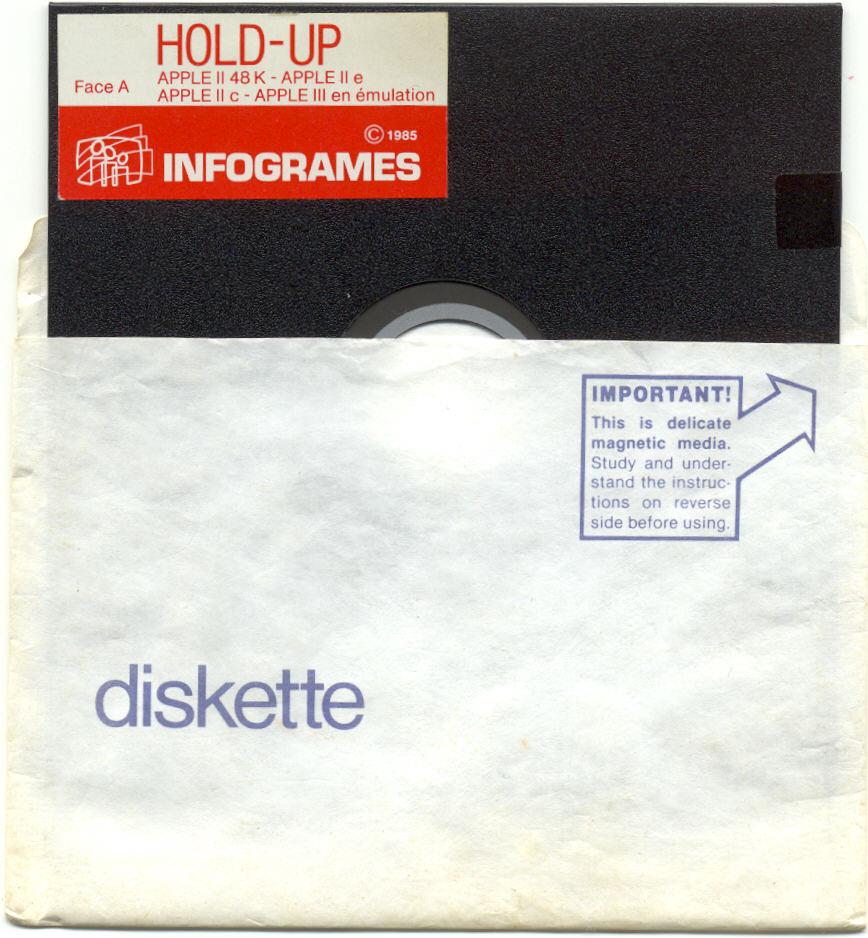 HOLD-UP
Face A
APPLE II 48 K - APPLE II e
APPLE II c - APPLE III en émulation
© 1985
INFOGRAMES
IMPORTANT!
This is delicate
magnetic media.
Study and under-
stand the instruc-
tions on reverse
side before using.
diskette